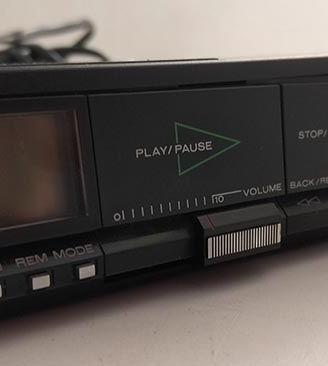 PLAY/PAUSE
STOP/
0 10 VOLUME
BACK/RE
REM MODE